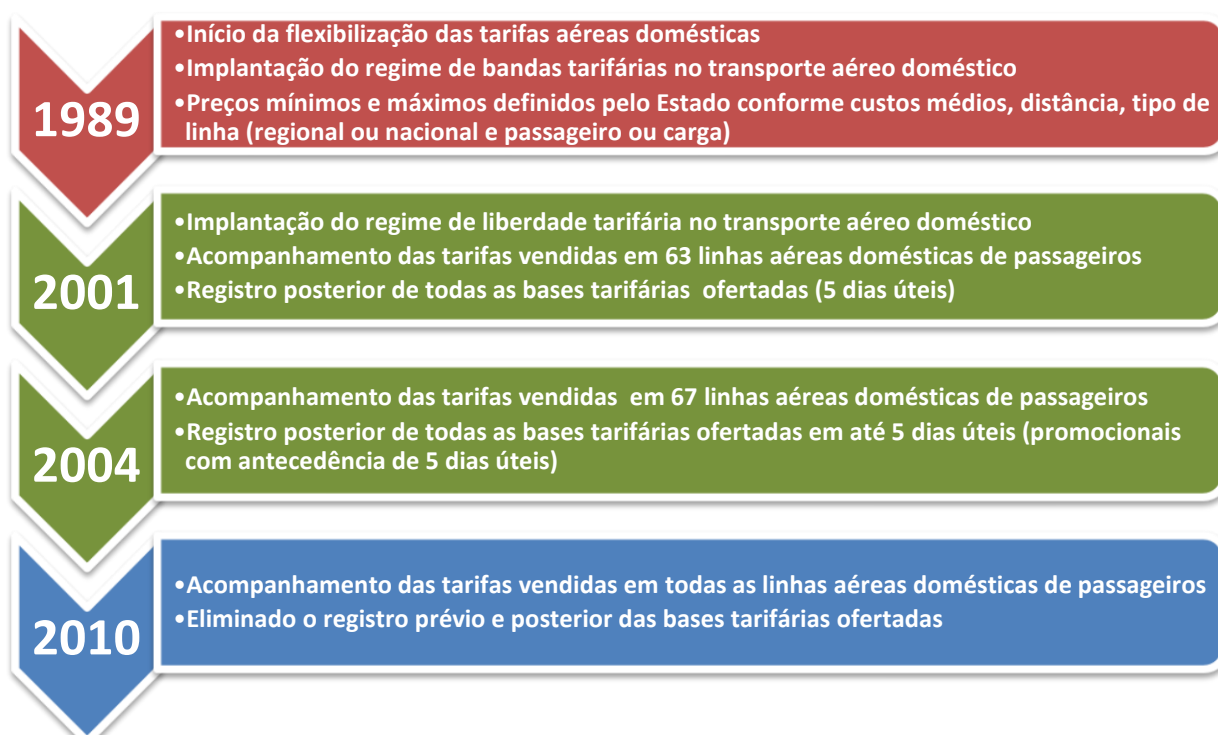 1989
•Início da flexibilização das tarifas aéreas domésticas
•Implantação do regime de bandas tarifárias no transporte aéreo doméstico
•Preços mínimos e máximos definidos pelo Estado conforme custos médios, distância, tipo de
linha (regional ou nacional e passageiro ou carga)
2001
•Implantação do regime de liberdade tarifária no transporte aéreo doméstico
•Acompanhamento das tarifas vendidas em 63 linhas aéreas domésticas de passageiros
•Registro posterior de todas as bases tarifárias ofertadas (5 dias úteis)
2004
•Acompanhamento das tarifas vendidas em 67 linhas aéreas domésticas de passageiros
•Registro posterior de todas as bases tarifárias ofertadas em até 5 dias úteis (promocionais
com antecedência de 5 dias úteis)
2010
•Acompanhamento das tarifas vendidas em todas as linhas aéreas domésticas de passageiros
•Eliminado o registro prévio e posterior das bases tarifárias ofertadas